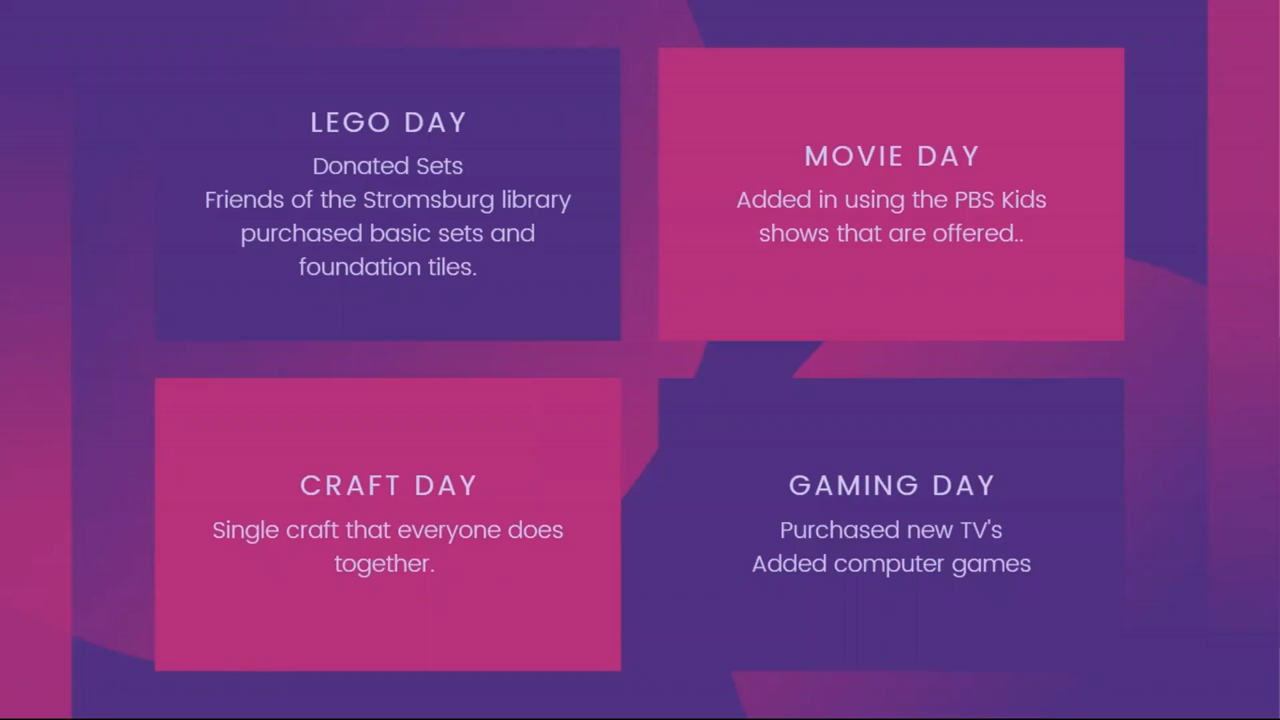 LEGO DAY
Donated Sets
Friends of the Stromsburg library
purchased basic sets and
foundation tiles.
MOVIE DAY
Added in using the PBS Kids
shows that are offered..
CRAFT DAY
Single craft that everyone does
together.
GAMING DAY
Purchased new TV's
Added computer games